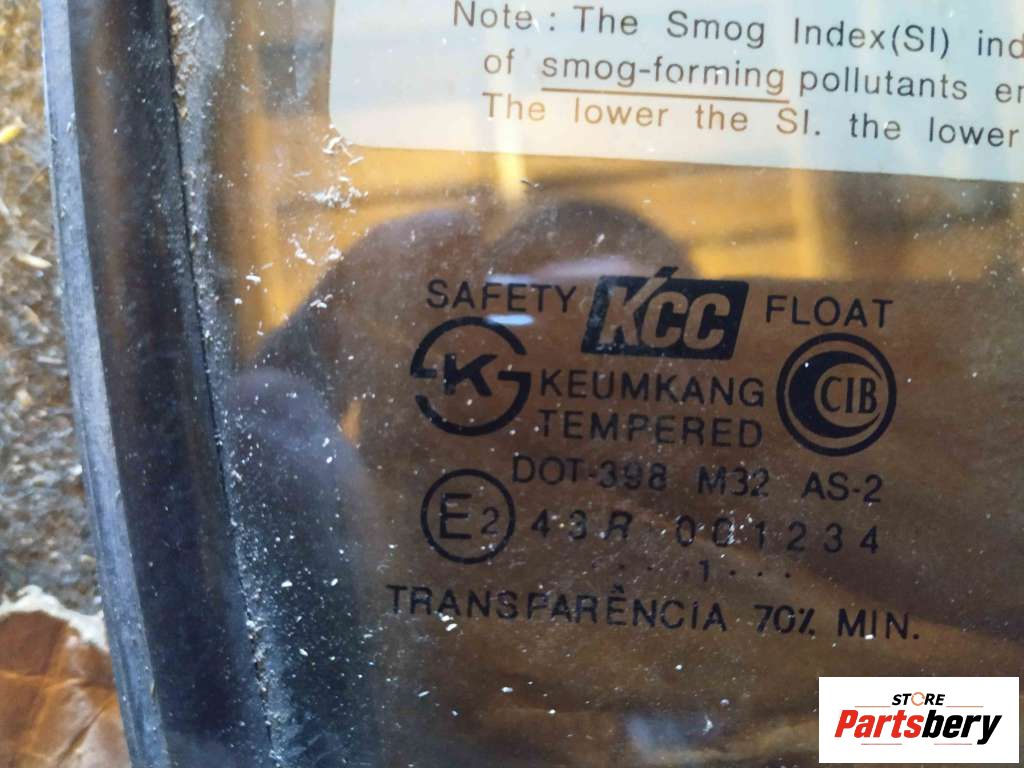 Note : The Smog Index(SI) ind
of smog-forming pollutants er
The lower the SI. the lower
SAFETY KCC FLOAT
K KEUMKANG CIB
TEMPERED
DOT-398 M32 AS-2
E2 43R 001234
. . . 1 . . .
TRANSPARÊNCIA 70% MIN.
STORE
Partsbery